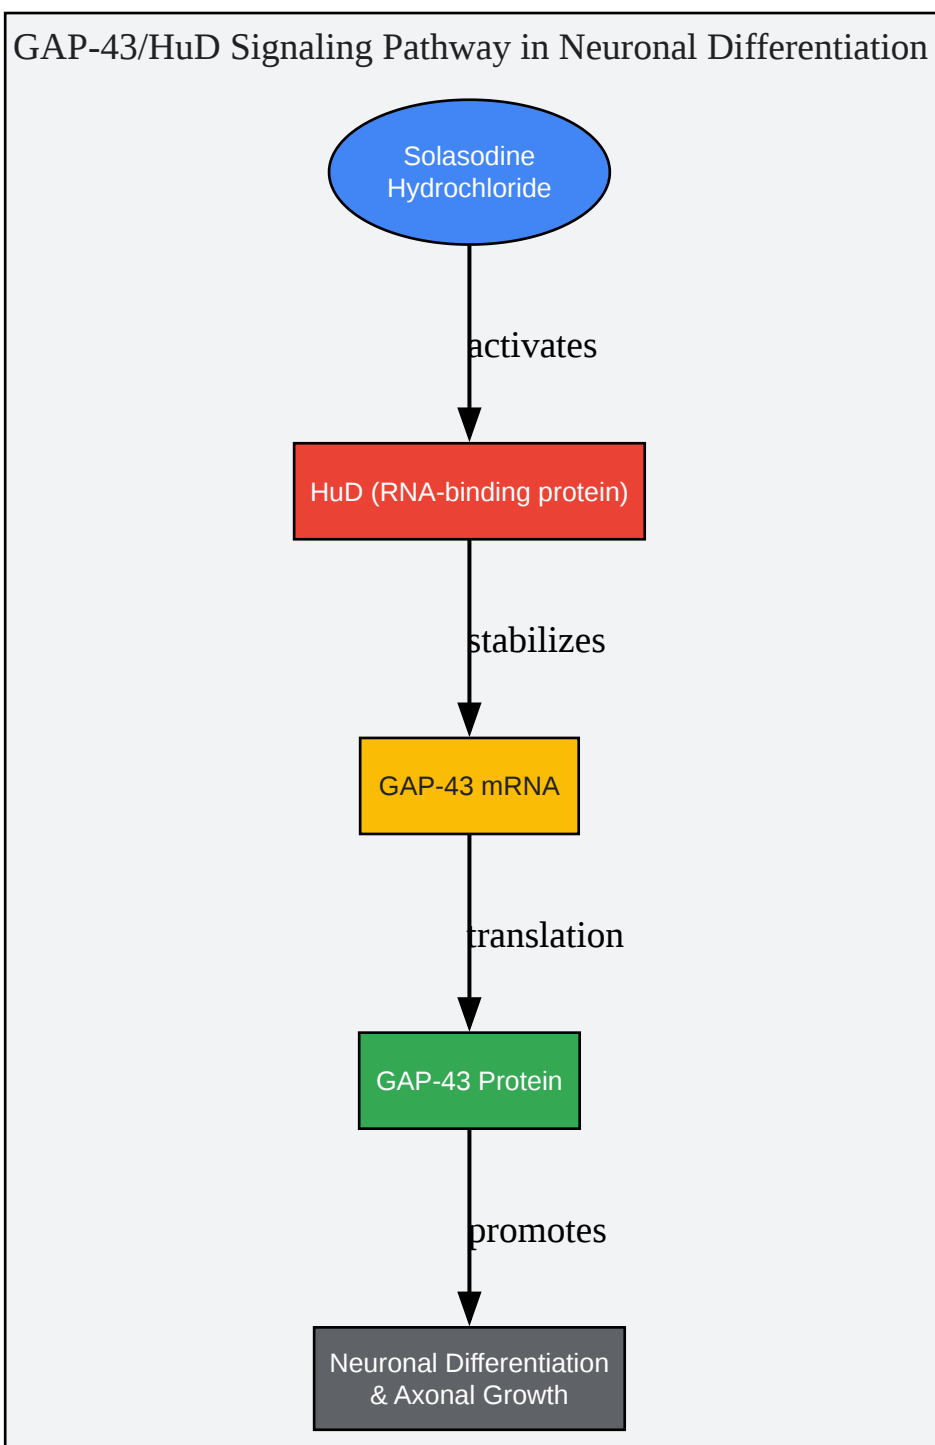 GAP-43/HuD Signaling Pathway in Neuronal Differentiation
Solasodine
Hydrochloride
activates
HuD (RNA-binding protein)
stabilizes
GAP-43 mRNA
translation
GAP-43 Protein
promotes
Neuronal Differentiation
& Axonal Growth